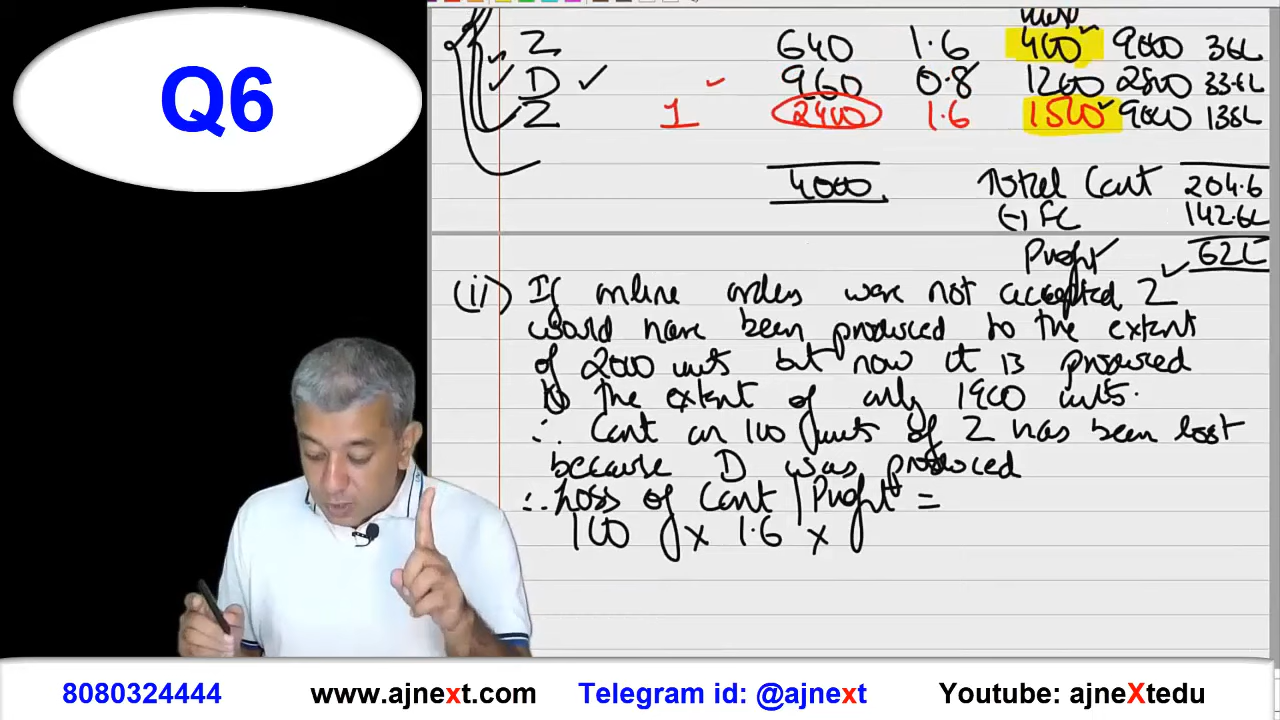 Q6
Z 640 1.6 400 9000 36L
D 960 0.8 1200 2800 33.6L
Z 1 2400 1.6 1500 9000 135L
4000 Total Cont 204.6
(-) FC 142.6L
Profit 62L
(ii) If online orders were not accepted Z
would have been produced to the extent
of 2000 units but now it is produced
to the extent of only 1900 units.
∴ Cont on 100 units of Z has been lost
because D was produced
∴ Loss of Cont | Profit =
100 × 1.6 ×
8080324444 www.ajnext.com Telegram id: @ajnext Youtube: ajneXtedu